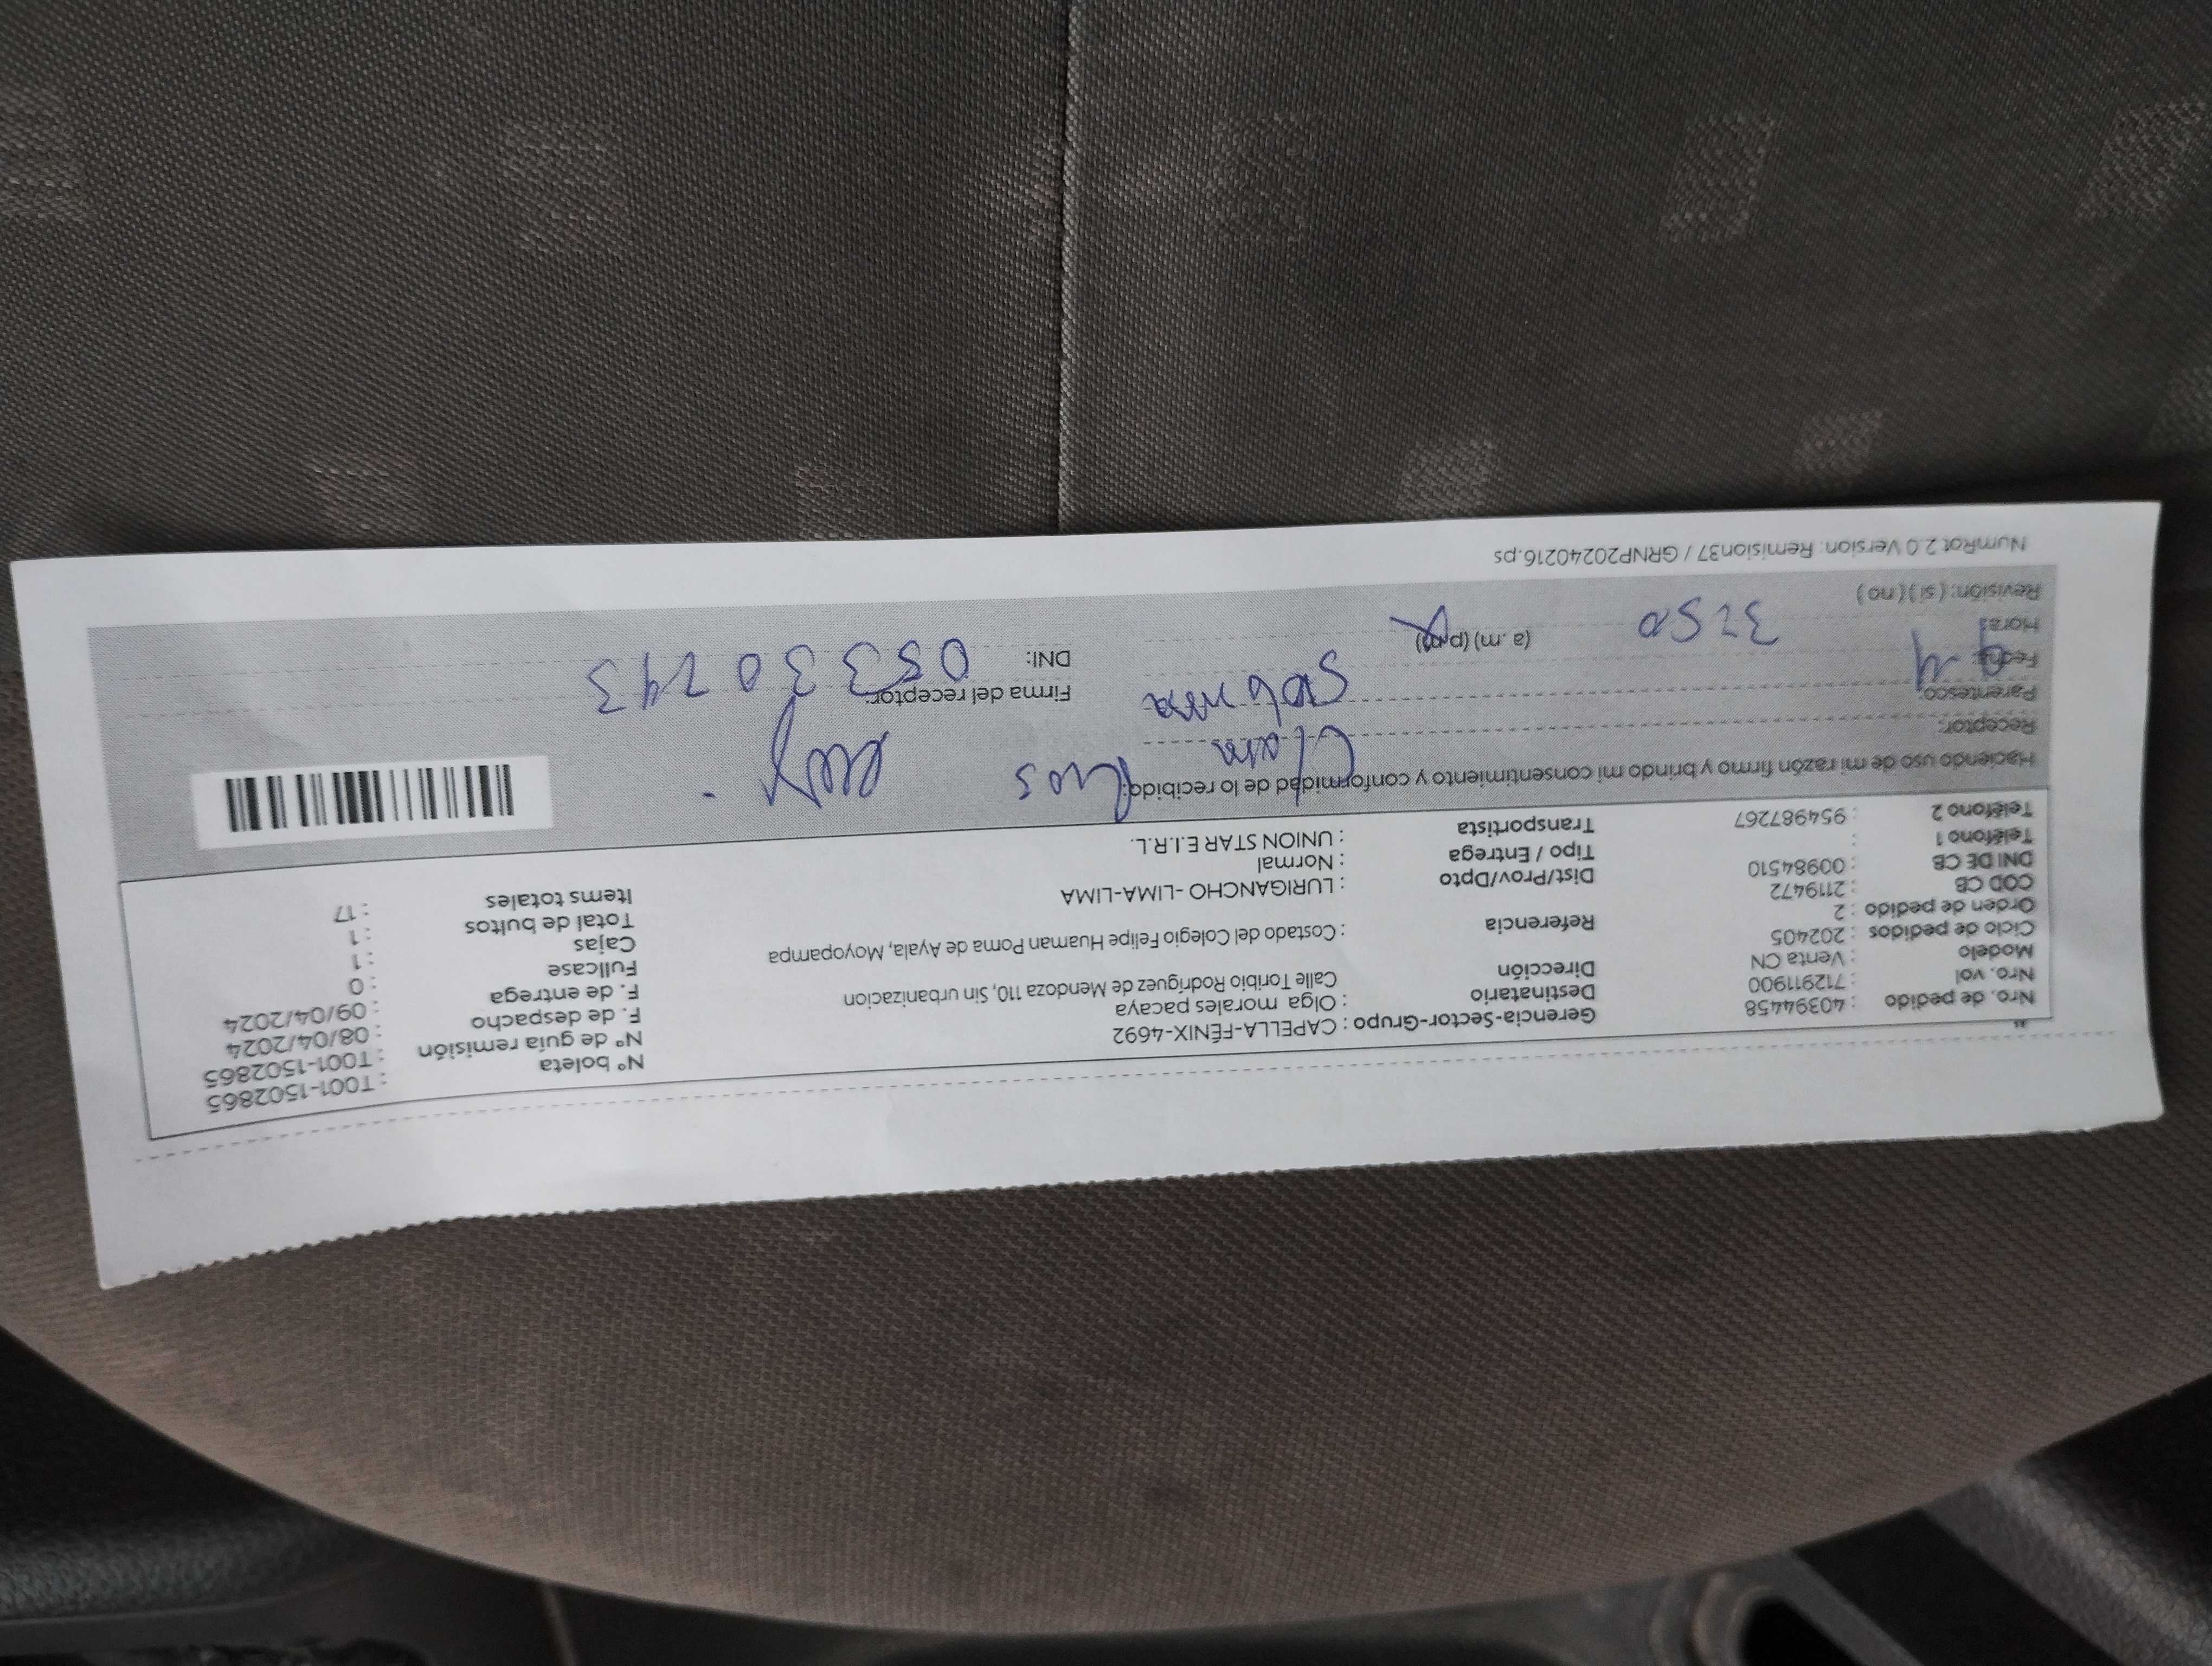 Nro. de pedido : 40394458 Gerencia-Sector-Grupo : CAPELLA-FÉNIX-4692 N° boleta : T001-1502865
Nro. vol : 712911900 Destinatario : Olga morales pacaya N° de guía remisión : T001-1502865
Modelo : Venta CN Dirección Calle Toribio Rodríguez de Mendoza 110, Sin urbanizacion F. de despacho : 08/04/2024
Ciclo de pedidos : 202405 F. de entrega : 09/04/2024
Orden de pedido : 2 Referencia : Costado del Colegio Felipe Huaman Poma de Ayala, Moyopampa Fullcase : 0
COD CB : 2119472 Cajas : 1
DNI DE CB : 00984510 Dist/Prov/Dpto : LURIGANCHO - LIMA-LIMA Total de bultos : 1
Teléfono 1 : Tipo / Entrega : Normal Items totales : 17
Teléfono 2 : 954987267 Transportista : UNION STAR E.I.R.L.
Haciendo uso de mi razón firmo y brindo mi consentimiento y conformidad de lo recibido:
Receptor: Rios
Parentesco: Firma del receptor:
Fecha: 9-4 DNI:
Hora: (a. m) (p.m)
Revisión: ( si ) ( no )
NumRot 2.0 Version: Remision37 / GRNP20240216.ps